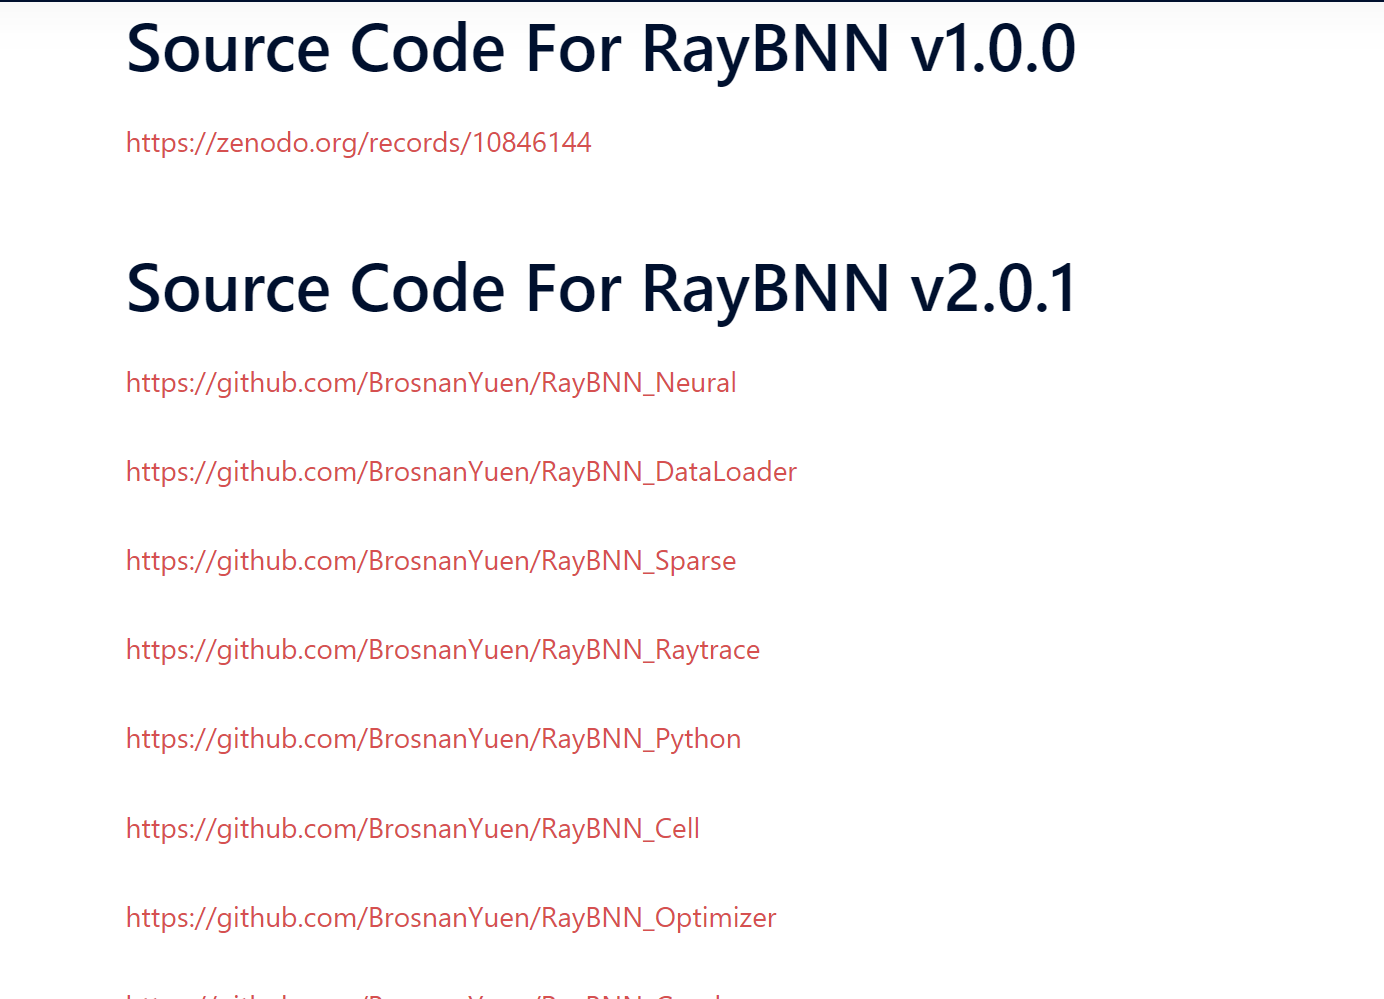 Source Code For RayBNN v1.0.0
https://zenodo.org/records/10846144
Source Code For RayBNN v2.0.1
https://github.com/BrosnanYuen/RayBNN_Neural
https://github.com/BrosnanYuen/RayBNN_DataLoader
https://github.com/BrosnanYuen/RayBNN_Sparse
https://github.com/BrosnanYuen/RayBNN_Raytrace
https://github.com/BrosnanYuen/RayBNN_Python
https://github.com/BrosnanYuen/RayBNN_Cell
https://github.com/BrosnanYuen/RayBNN_Optimizer